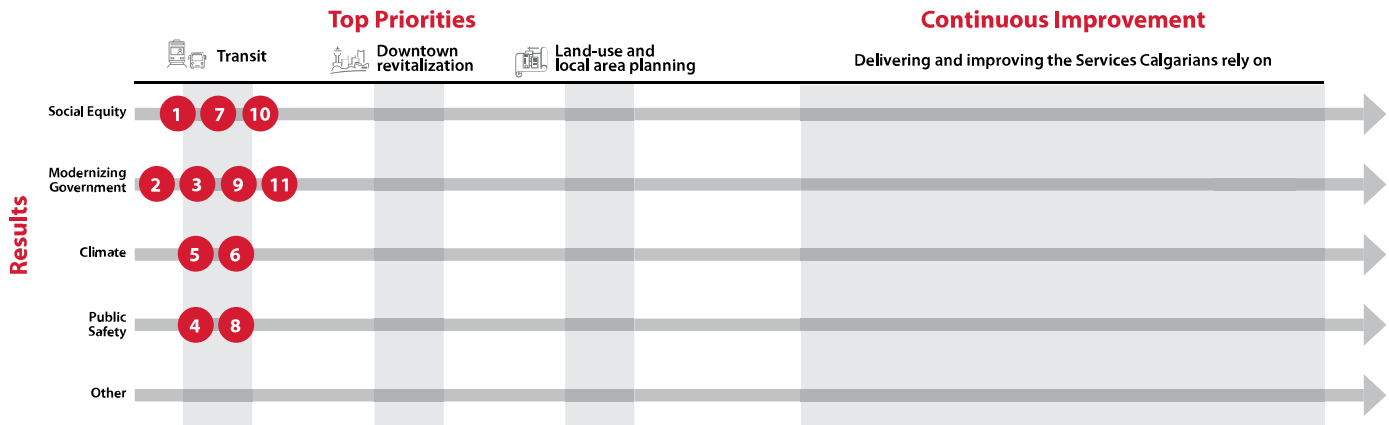 Top Priorities
Continuous Improvement
Transit
Downtown
revitalization
Land-use and
local area planning
Delivering and improving the Services Calgarians rely on
Results
Social Equity
1 7 10
Modernizing
Government
2 3 9 11
Climate
5 6
Public
Safety
4 8
Other